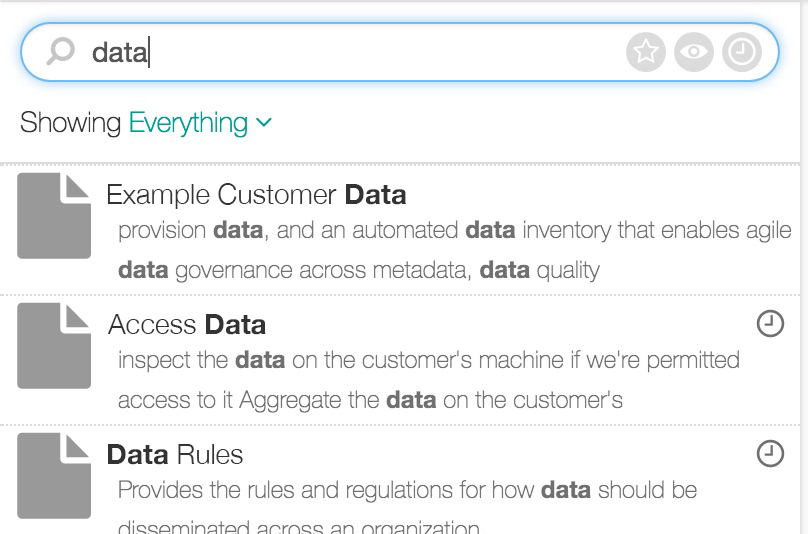 data
Showing Everything
Example Customer Data
provision data, and an automated data inventory that enables agile
data governance across metadata, data quality
Access Data
inspect the data on the customer's machine if we're permitted
access to it Aggregate the data on the customer's
Data Rules
Provides the rules and regulations for how data should be
disseminated across an organization